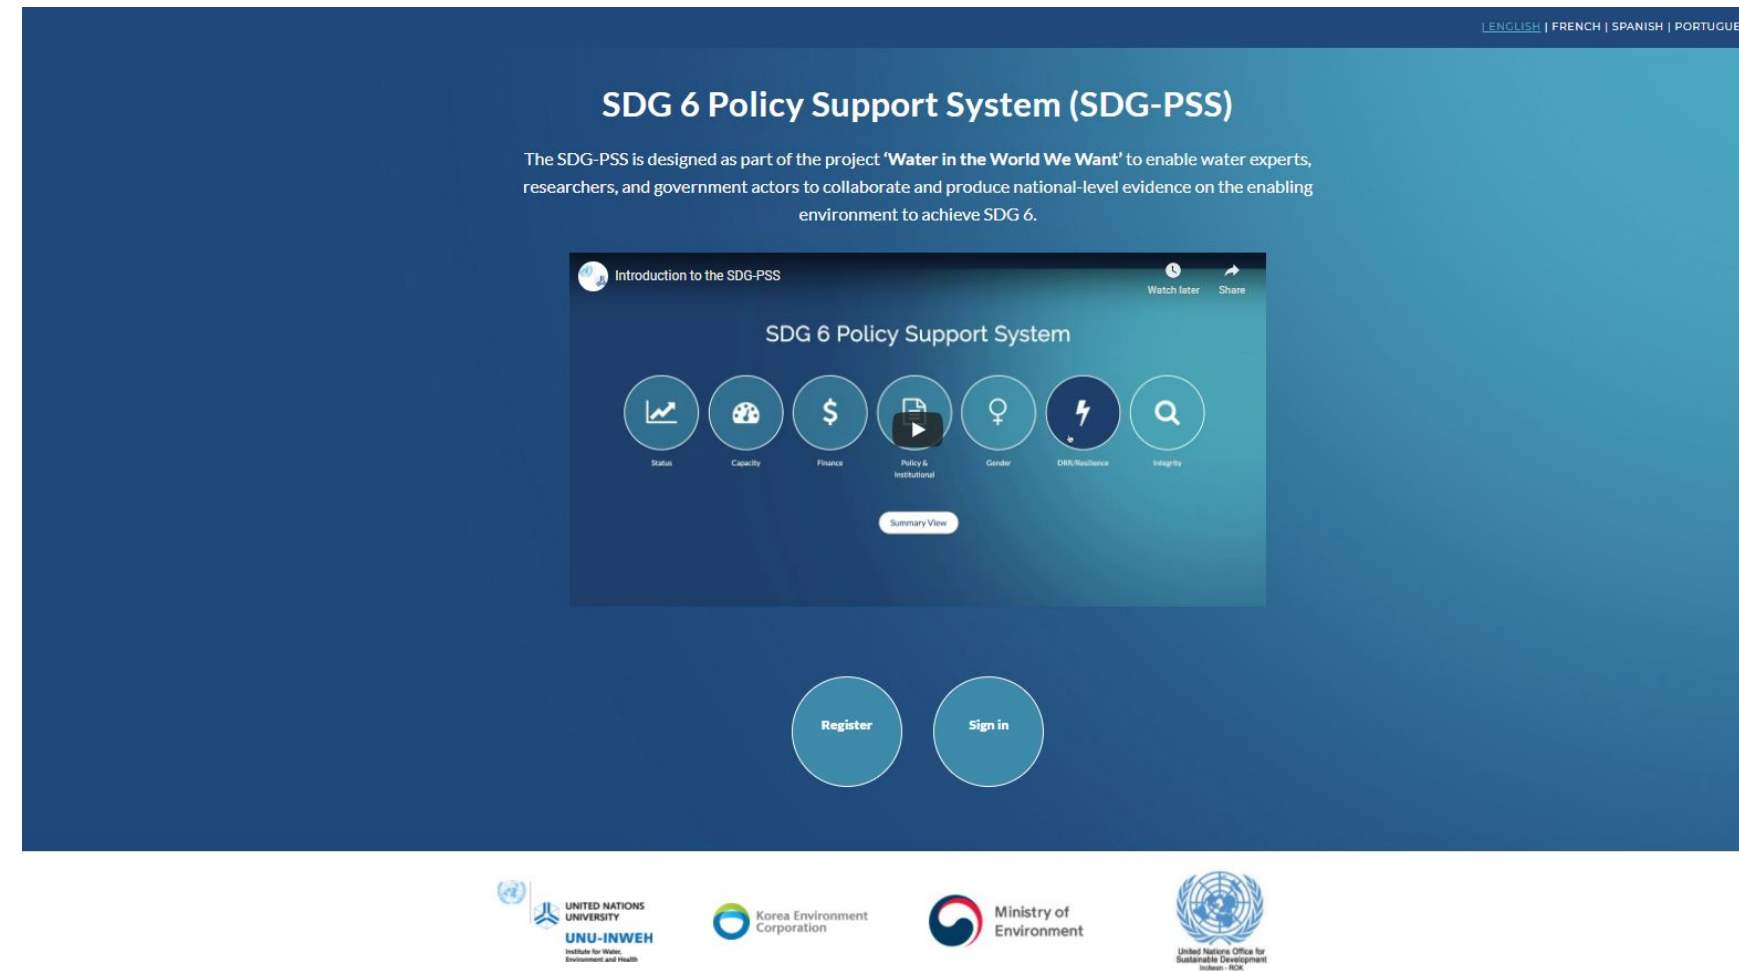 | ENGLISH | FRENCH | SPANISH | PORTUGUE
SDG 6 Policy Support System (SDG-PSS)
The SDG-PSS is designed as part of the project ‘Water in the World We Want’ to enable water experts,
researchers, and government actors to collaborate and produce national-level evidence on the enabling
environment to achieve SDG 6.
Introduction to the SDG-PSS
Watch later Share
SDG 6 Policy Support System
Status Capacity Finance Policy & Gender DRR/Resilience Integrity
Institutional
Summary View
Register Sign in
UNITED NATIONS
UNIVERSITY
UNU-INWEH
Institute for Water,
Environment and Health
Korea Environment
Corporation
Ministry of
Environment
United Nations Office for
Sustainable Development
Incheon - ROK